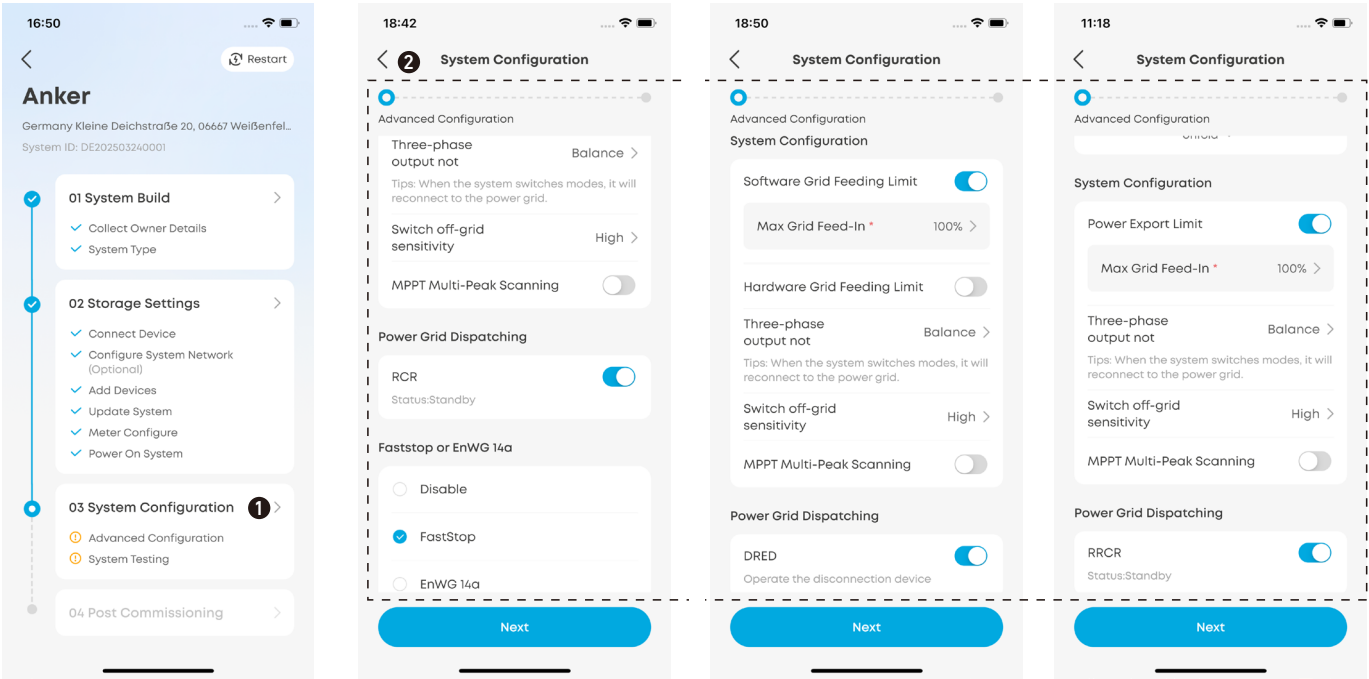 16:50
Restart
Anker
Germany Kleine Deichstraße 20, 06667 Weißenfel...
System ID: DE202503240001
01 System Build
Collect Owner Details
System Type
02 Storage Settings
Connect Device
Configure System Network
(Optional)
Add Devices
Update System
Meter Configure
Power On System
03 System Configuration
1
Advanced Configuration
System Testing
04 Post Commissioning
18:42
2
System Configuration
Advanced Configuration
Three-phase
output not
Balance
Tips: When the system switches modes, it will
reconnect to the power grid.
Switch off-grid
sensitivity
High
MPPT Multi-Peak Scanning
Power Grid Dispatching
RCR
Status:Standby
Faststop or EnWG 14a
Disable
FastStop
EnWG 14a
Next
18:50
System Configuration
Advanced Configuration
System Configuration
Software Grid Feeding Limit
Max Grid Feed-In *
100%
Hardware Grid Feeding Limit
Three-phase
output not
Balance
Tips: When the system switches modes, it will
reconnect to the power grid.
Switch off-grid
sensitivity
High
MPPT Multi-Peak Scanning
Power Grid Dispatching
DRED
Operate the disconnection device
Next
11:18
System Configuration
Advanced Configuration
System Configuration
Power Export Limit
Max Grid Feed-In *
100%
Three-phase
output not
Balance
Tips: When the system switches modes, it will
reconnect to the power grid.
Switch off-grid
sensitivity
High
MPPT Multi-Peak Scanning
Power Grid Dispatching
RRCR
Status:Standby
Next